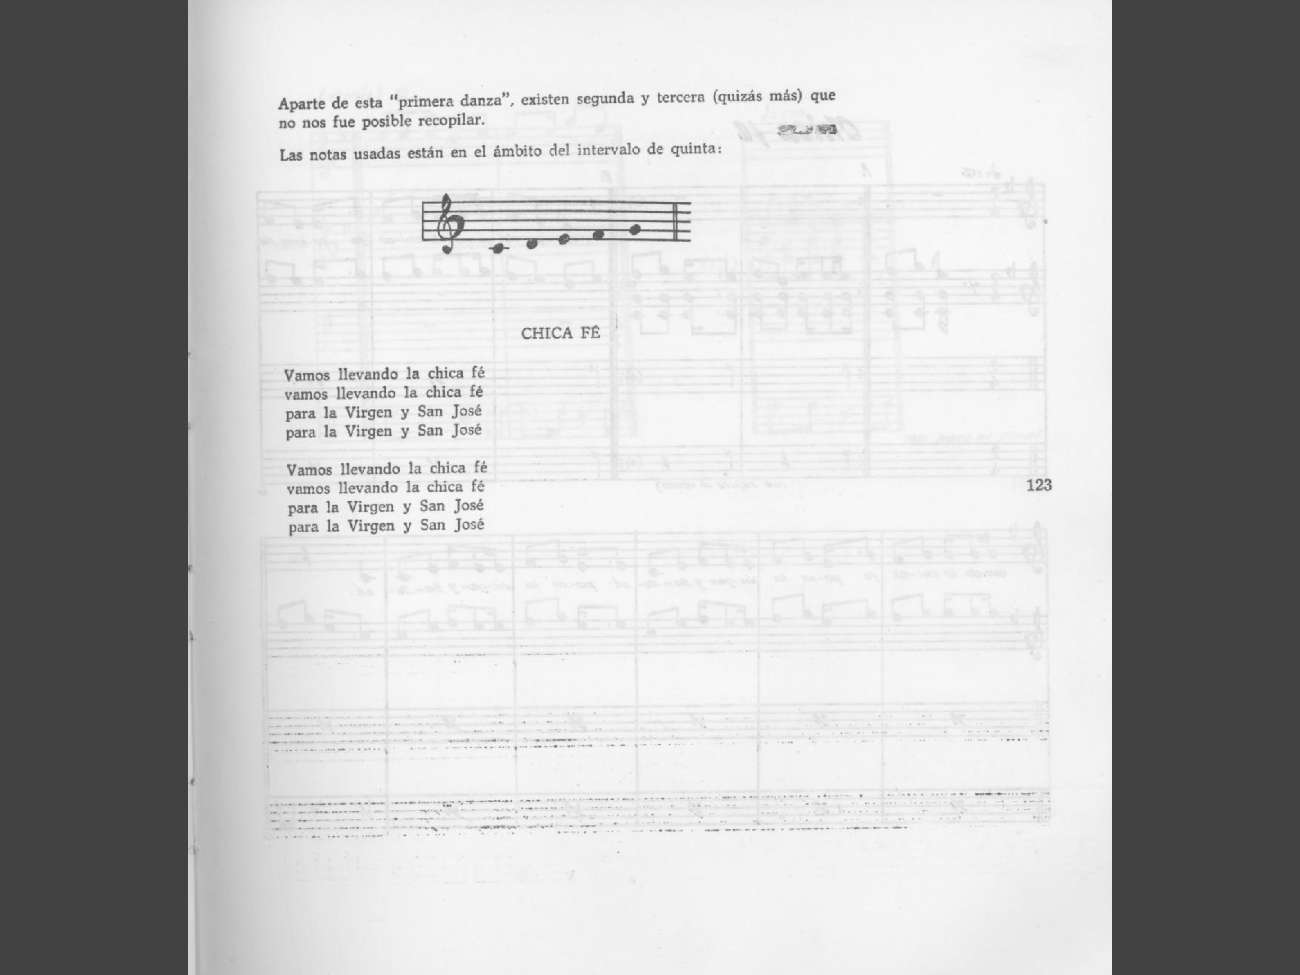 Aparte de esta "primera danza", existen segunda y tercera (quizás más) que
no nos fue posible recopilar.
Las notas usadas están en el ámbito del intervalo de quinta:
CHICA FÉ
Vamos llevando la chica fé
vamos llevando la chica fé
para la Virgen y San José
para la Virgen y San José
Vamos llevando la chica fé
vamos llevando la chica fé
para la Virgen y San José
para la Virgen y San José
123